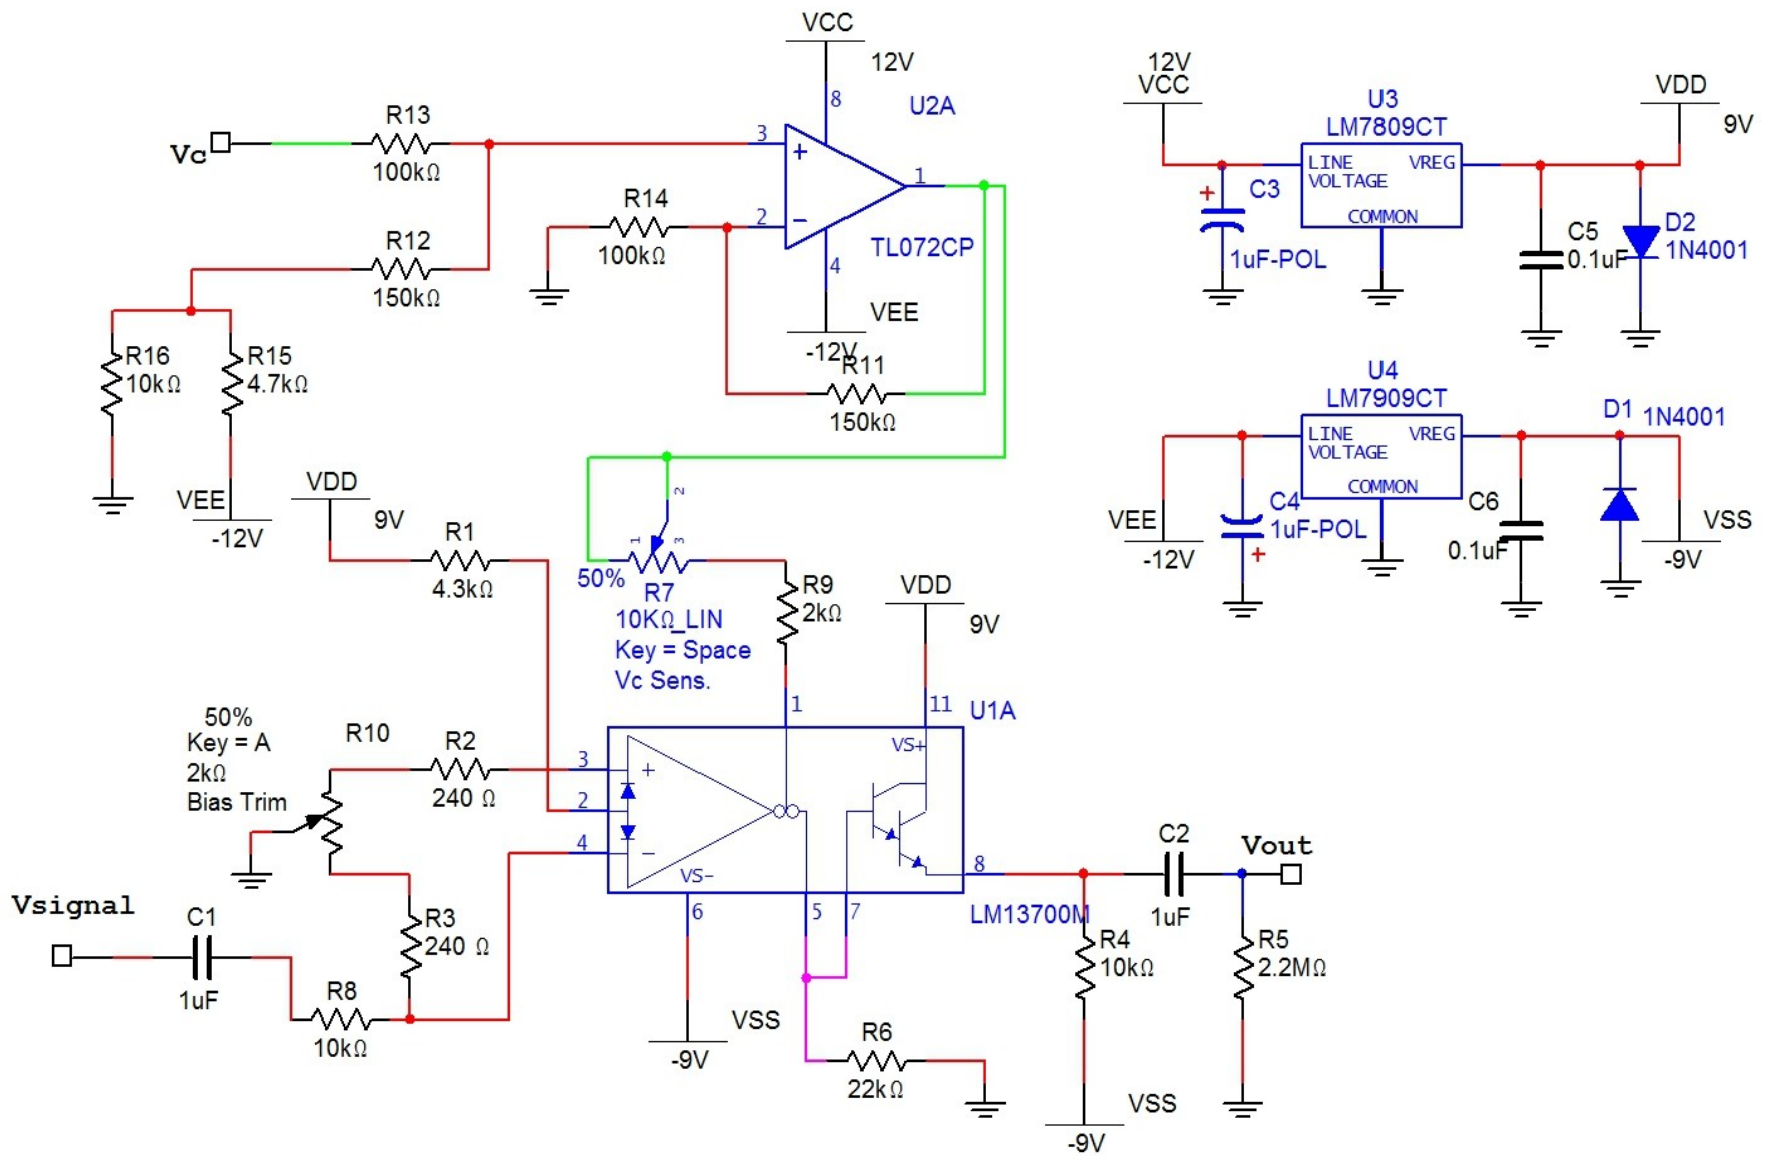 VCC
12V
8
U2A
R13
3
+
Vc
100kΩ
1
R14
2
−
R12
100kΩ
TL072CP
4
150kΩ
VEE
-12V
R16
10kΩ
R15
4.7kΩ
R11
150kΩ
VEE
-12V
12V
VCC
U3
LM7809CT
VDD
9V
LINE
VOLTAGE
VREG
COMMON
+
C3
1uF-POL
C5
0.1uF
D2
1N4001
U4
LM7909CT
D1
1N4001
LINE
VOLTAGE
VREG
COMMON
VEE
-12V
C4
1uF-POL
+
C6
0.1uF
VSS
-9V
VDD
9V
R1
4.3kΩ
2
1
3
50%
R7
10KΩ_LIN
Key = Space
Vc Sens.
R9
2kΩ
VDD
9V
1
11
U1A
50%
Key = A
2kΩ
Bias Trim
R10
R2
240 Ω
3
+
2
4
−
VS+
VS-
8
6
5
7
LM13700M
C2
1uF
Vout
Vsignal
C1
1uF
R3
240 Ω
R8
10kΩ
VSS
-9V
R6
22kΩ
R4
10kΩ
R5
2.2MΩ
VSS
-9V